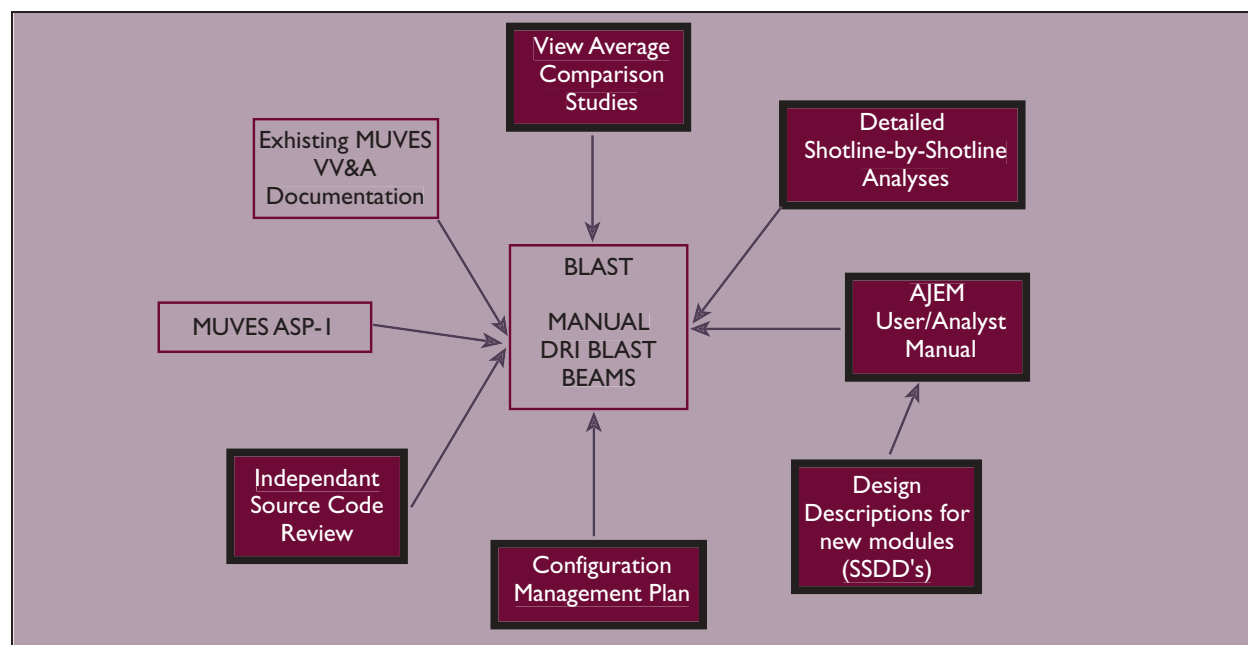 View Average
Comparison
Studies
Exhisting MUVES
VV&A
Documentation
Detailed
Shotline-by-Shotline
Analyses
BLAST
MANUAL
DRI BLAST
BEAMS
MUVES ASP-1
AJEM
User/Analyst
Manual
Independant
Source Code
Review
Configuration
Management Plan
Design
Descriptions for
new modules
(SSDD's)